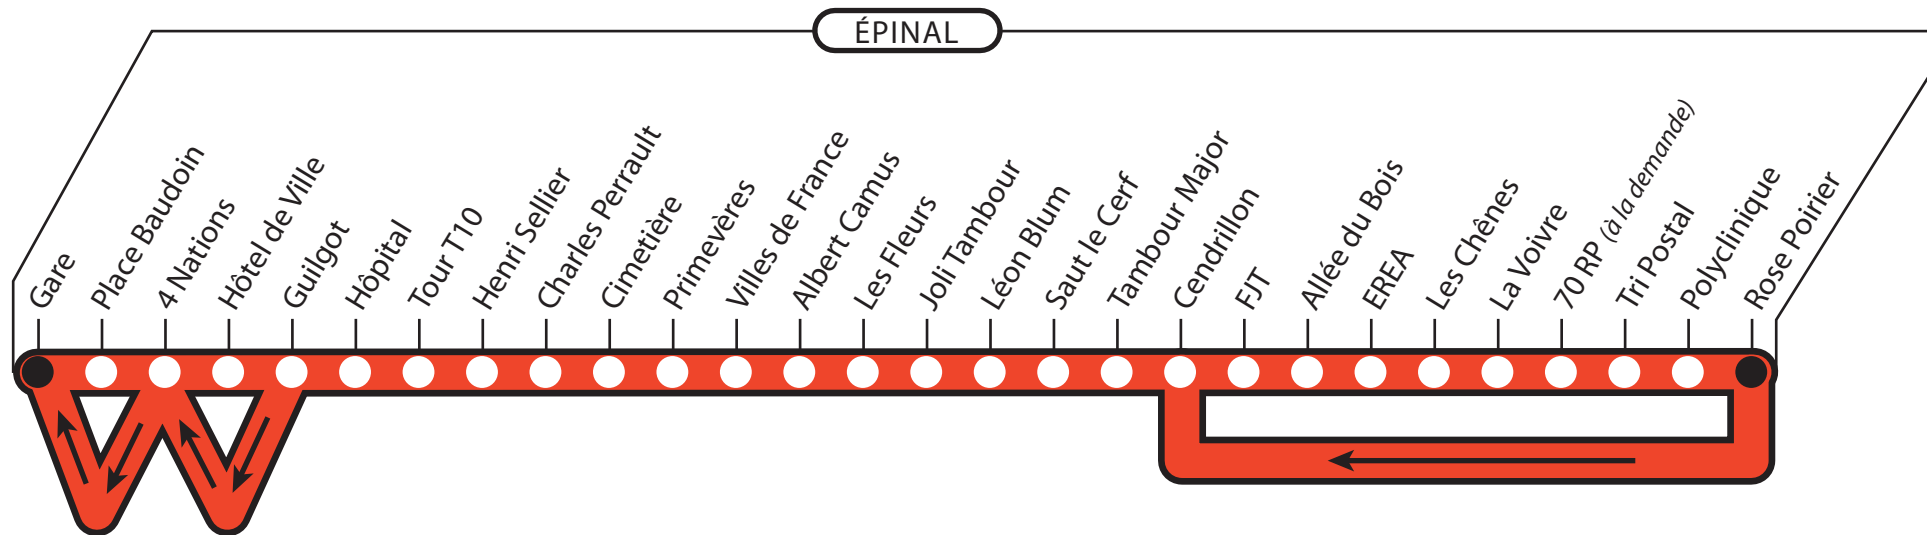 ÉPINAL
Gare
Place Baudoin
4 Nations
Hôtel de Ville
Guilgot
Hôpital
Tour T10
Henri Sellier
Charles Perrault
Cimetière
Primevères
Villes de France
Albert Camus
Les Fleurs
Joli Tambour
Léon Blum
Saut le Cerf
Tambour Major
Cendrillon
FJT
Allée du Bois
EREA
Les Chênes
La Voivre
70 RP (à la demande)
Tri Postal
Polyclinique
Rose Poirier